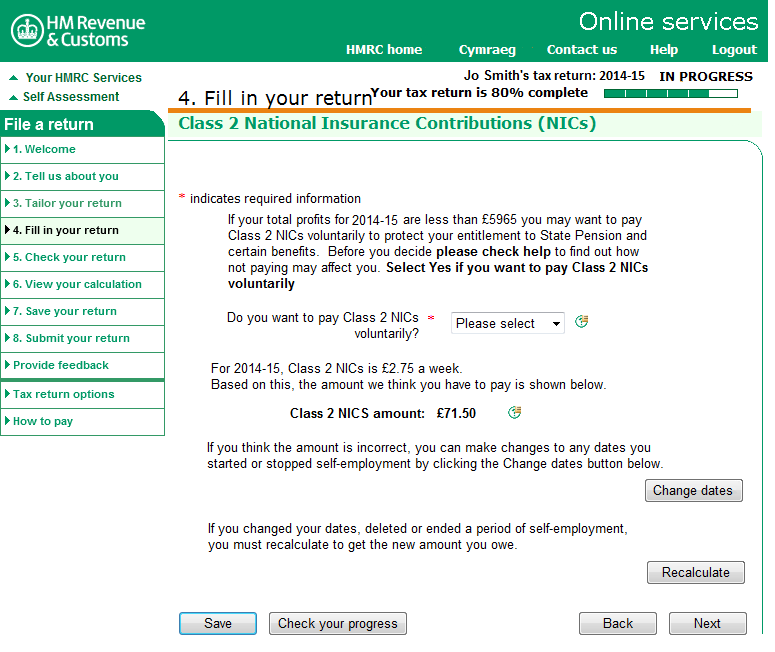 HM Revenue
& Customs
Online services
HMRC home Cymraeg Contact us Help Logout
Your HMRC Services
Self Assessment
Jo Smith's tax return: 2014-15 IN PROGRESS
4. Fill in your return
Your tax return is 80% complete
File a return
1. Welcome
2. Tell us about you
3. Tailor your return
4. Fill in your return
5. Check your return
6. View your calculation
7. Save your return
8. Submit your return
Provide feedback
Tax return options
How to pay
Class 2 National Insurance Contributions (NICs)
* indicates required information
If your total profits for 2014-15 are less than £5965 you may want to pay
Class 2 NICs voluntarily to protect your entitlement to State Pension and
certain benefits. Before you decide please check help to find out how
not paying may affect you. Select Yes if you want to pay Class 2 NICs
voluntarily
Do you want to pay Class 2 NICs *
voluntarily?
Please select
For 2014-15, Class 2 NICs is £2.75 a week.
Based on this, the amount we think you have to pay is shown below.
Class 2 NICS amount: £71.50
If you think the amount is incorrect, you can make changes to any dates you
started or stopped self-employment by clicking the Change dates button below.
Change dates
If you changed your dates, deleted or ended a period of self-employment,
you must recalculate to get the new amount you owe.
Recalculate
Save Check your progress Back Next